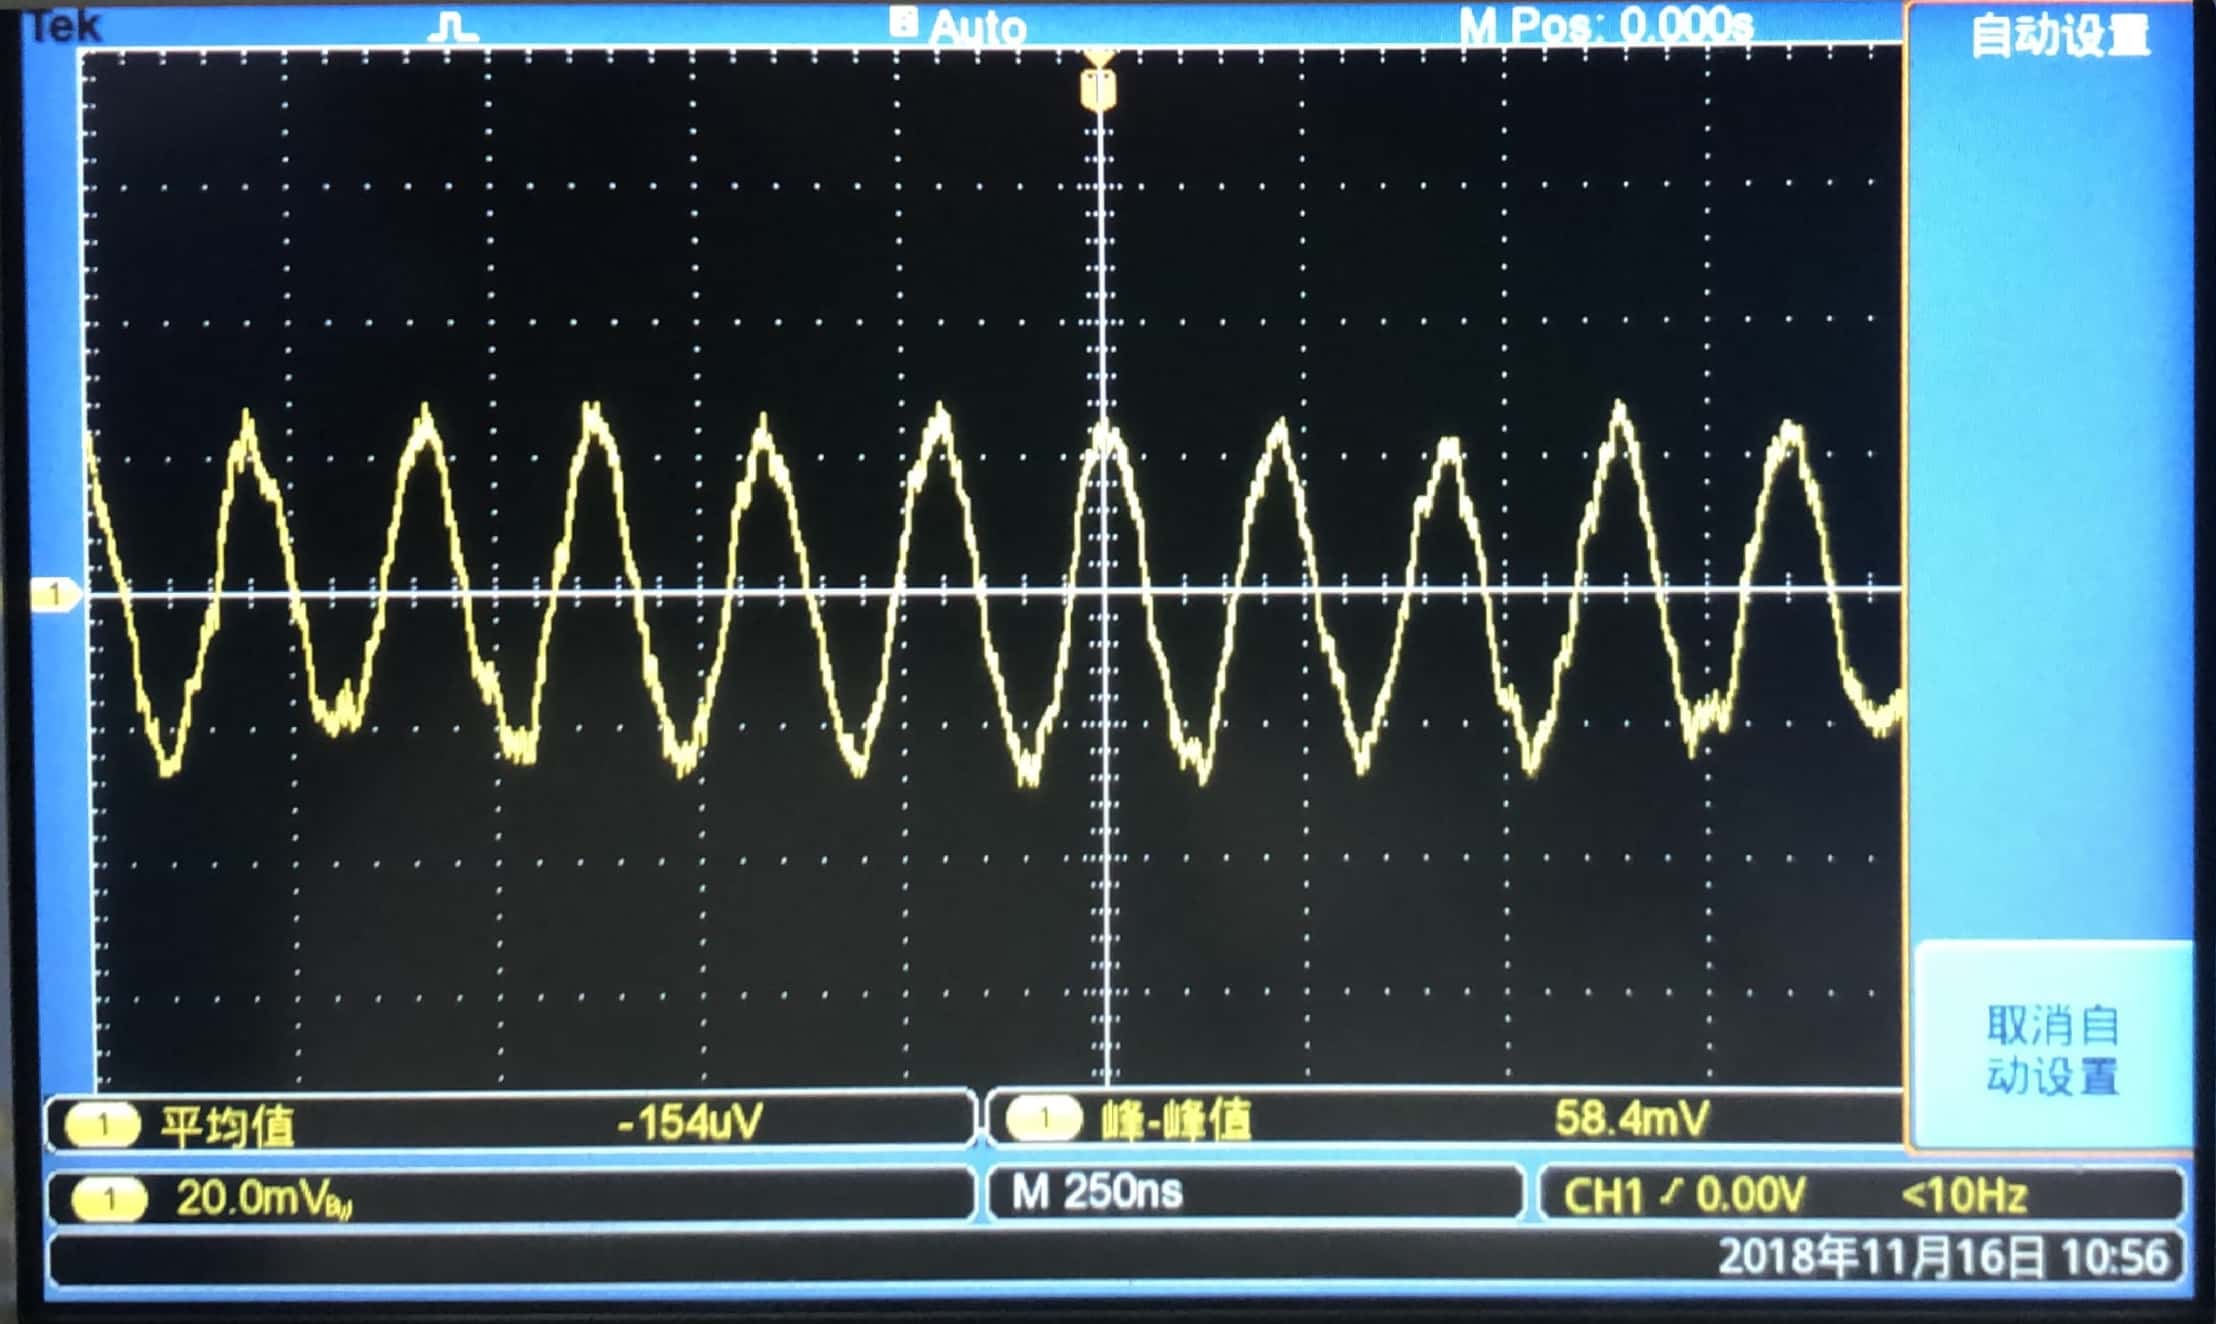 Tek Auto M Pos: 0.000s
自动设置
1
取消自
动设置
1 平均值 -154uV
1 峰-峰值 58.4mV
1 20.0mVBW
M 250ns
CH1 0.00V <10Hz
2018年11月16日 10:56